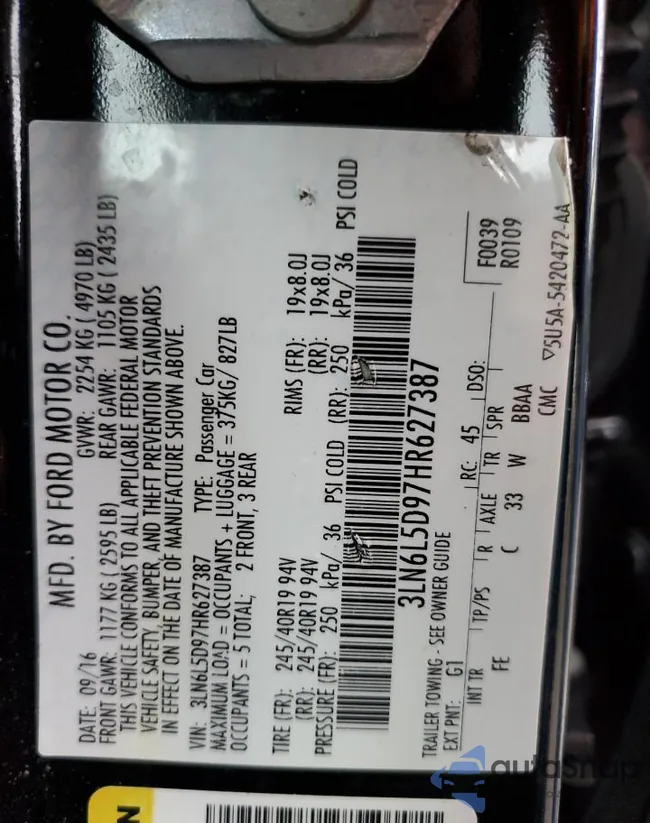 MFD. BY FORD MOTOR CO.
DATE: 09/16 GVWR: 2254 KG ( 4970 LB)
FRONT GAWR: 1177 KG ( 2595 LB) REAR GAWR: 1105 KG ( 2435 LB)
THIS VEHICLE CONFORMS TO ALL APPLICABLE FEDERAL MOTOR
VEHICLE SAFETY, BUMPER, AND THEFT PREVENTION STANDARDS
IN EFFECT ON THE DATE OF MANUFACTURE SHOWN ABOVE.
VIN: 3LN6L5D97HR627387 TYPE: Passenger Car
MAXIMUM LOAD = OCCUPANTS + LUGGAGE = 375KG/ 827LB
OCCUPANTS = 5 TOTAL; 2 FRONT, 3 REAR
TIRE (FR): 245/40R19 94V RIMS (FR): 19x8.0J
(RR): 245/40R19 94V (RR): 19x8.0J
PRESSURE (FR): 250 kPa/ 36 PSI COLD (RR): 250 kPa/ 36 PSI COLD
3LN6L5D97HR627387
TRAILER TOWING - SEE OWNER GUIDE
EXT PNT: G1 RC: 45 DSO: F0039
R0109
INT TR TP/PS R AXLE TR SPR
FE C 33 W BBAA
CMC ▽5U5A-5420472-AA
N
autoSnap